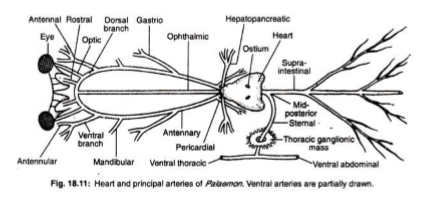 Antennal
Rostral
Dorsal
branch
Gastric
Hepatopancreatic
Eye
Optic
Ophthalmic
Ostium
Heart
Supra-
intestinal
Mid-
posterior
Sternal
Ventral
branch
Antennary
Pericardial
Thoracic ganglionic
mass
Antennular
Mandibular
Ventral thoracic
Ventral abdominal
Fig. 18.11: Heart and principal arteries of Palaemon. Ventral arteries are partially drawn.